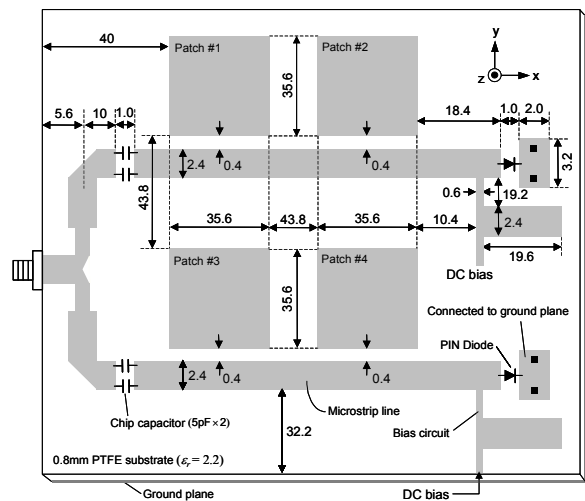 40
Patch #1
Patch #2
y
z
x
35.6
5.6
10
1.0
18.4
1.0
2.0
2.4
0.4
0.4
3.2
43.8
0.6
19.2
2.4
35.6
43.8
35.6
10.4
19.6
DC bias
Patch #3
Patch #4
35.6
Connected to ground plane
PIN Diode
2.4
0.4
0.4
Microstrip line
Chip capacitor (5pF×2)
32.2
Bias circuit
0.8mm PTFE substrate (εr = 2.2)
Ground plane
DC bias